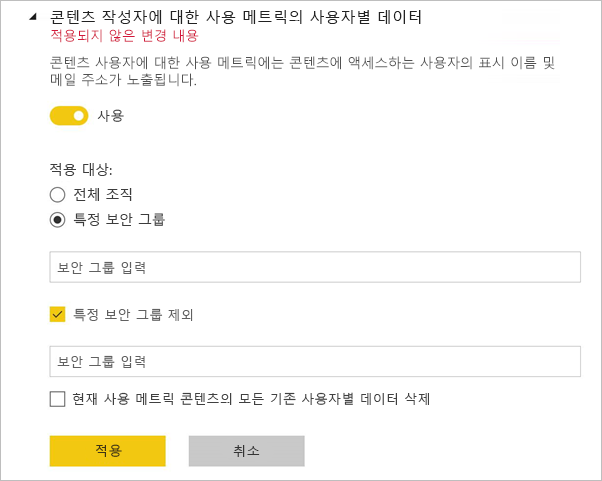 콘텐츠 작성자에 대한 사용 메트릭의 사용자별 데이터
적용되지 않은 변경 내용
콘텐츠 사용자에 대한 사용 메트릭에는 콘텐츠에 액세스하는 사용자의 표시 이름 및
메일 주소가 노출됩니다.
사용
적용 대상:
전체 조직
특정 보안 그룹
보안 그룹 입력
특정 보안 그룹 제외
보안 그룹 입력
현재 사용 메트릭 콘텐츠의 모든 기존 사용자별 데이터 삭제
적용 취소